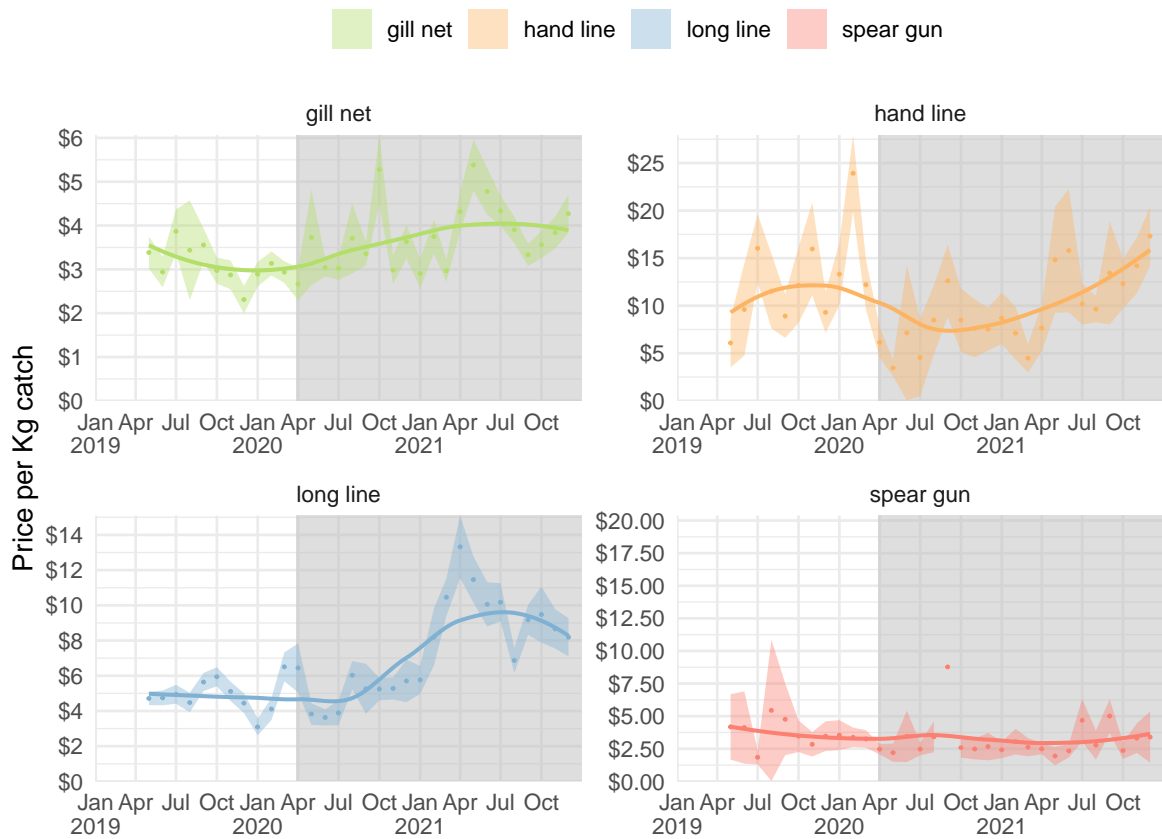 gill net hand line long line spear gun
Price per Kg catch
gill net
$6
$5
$4
$3
$2
$1
$0
Jan Apr Jul Oct Jan Apr Jul Oct Jan Apr Jul Oct
2019 2020 2021
hand line
$25
$20
$15
$10
$5
$0
Jan Apr Jul Oct Jan Apr Jul Oct Jan Apr Jul Oct
2019 2020 2021
long line
$14
$12
$10
$8
$6
$4
$2
$0
Jan Apr Jul Oct Jan Apr Jul Oct Jan Apr Jul Oct
2019 2020 2021
spear gun
$20.00
$17.50
$15.00
$12.50
$10.00
$7.50
$5.00
$2.50
$0.00
Jan Apr Jul Oct Jan Apr Jul Oct Jan Apr Jul Oct
2019 2020 2021